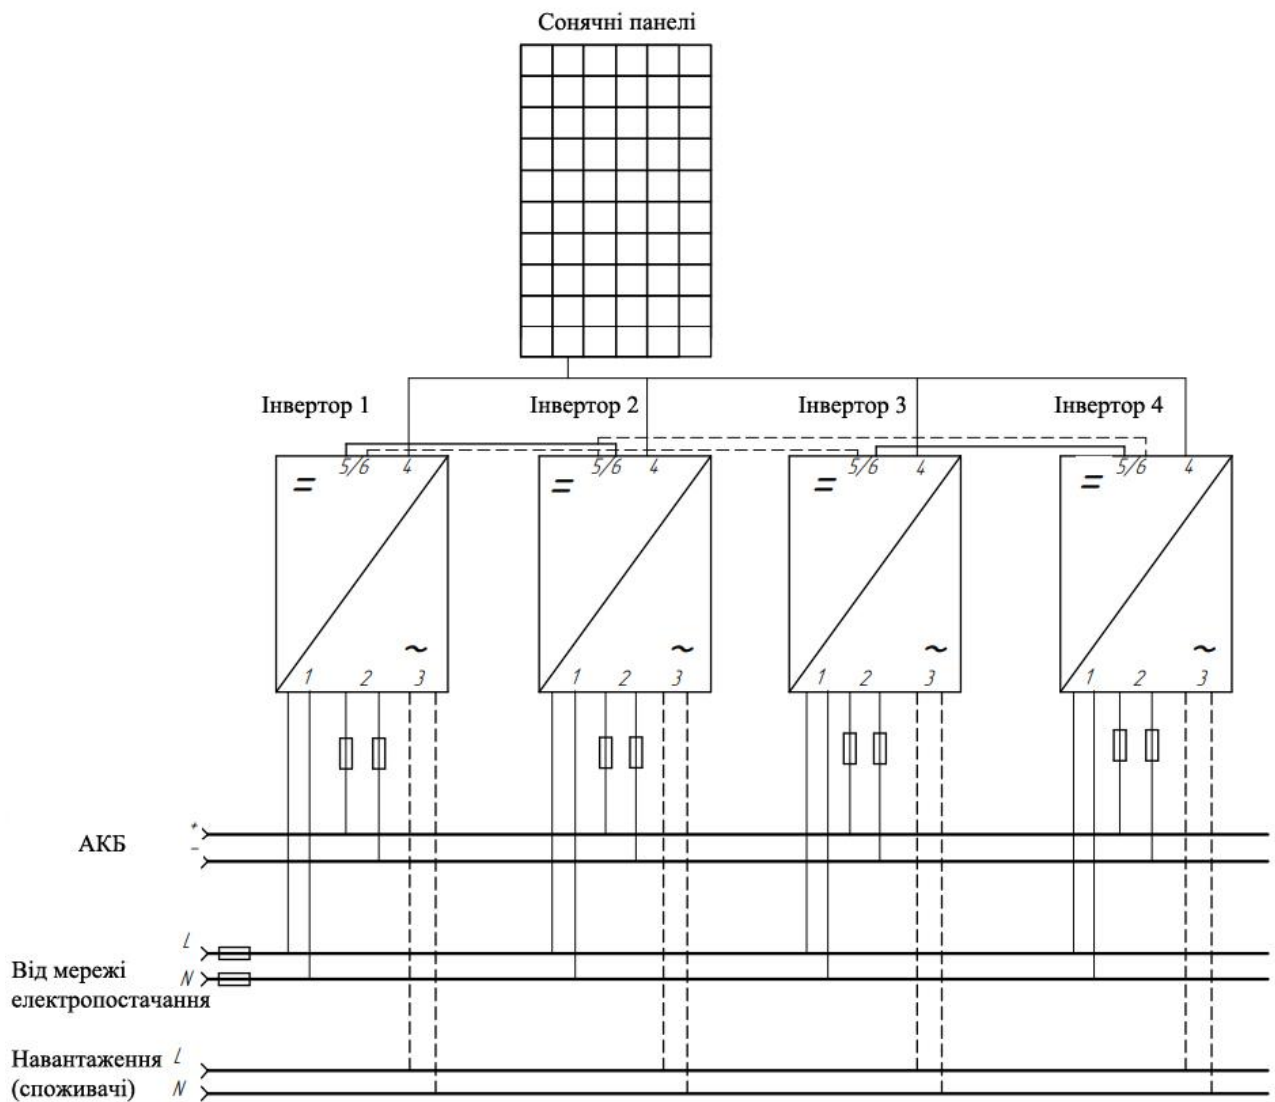 Сонячні панелі
Інвертор 1
Інвертор 2
Інвертор 3
Інвертор 4
= 5/6 4
= 5/6 4
= 5/6 4
= 5/6 4
~
~
~
~
1 2 3
1 2 3
1 2 3
1 2 3
+
АКБ
−
L
Від мережі
N
електропостачання
Навантаження L
(споживачі) N